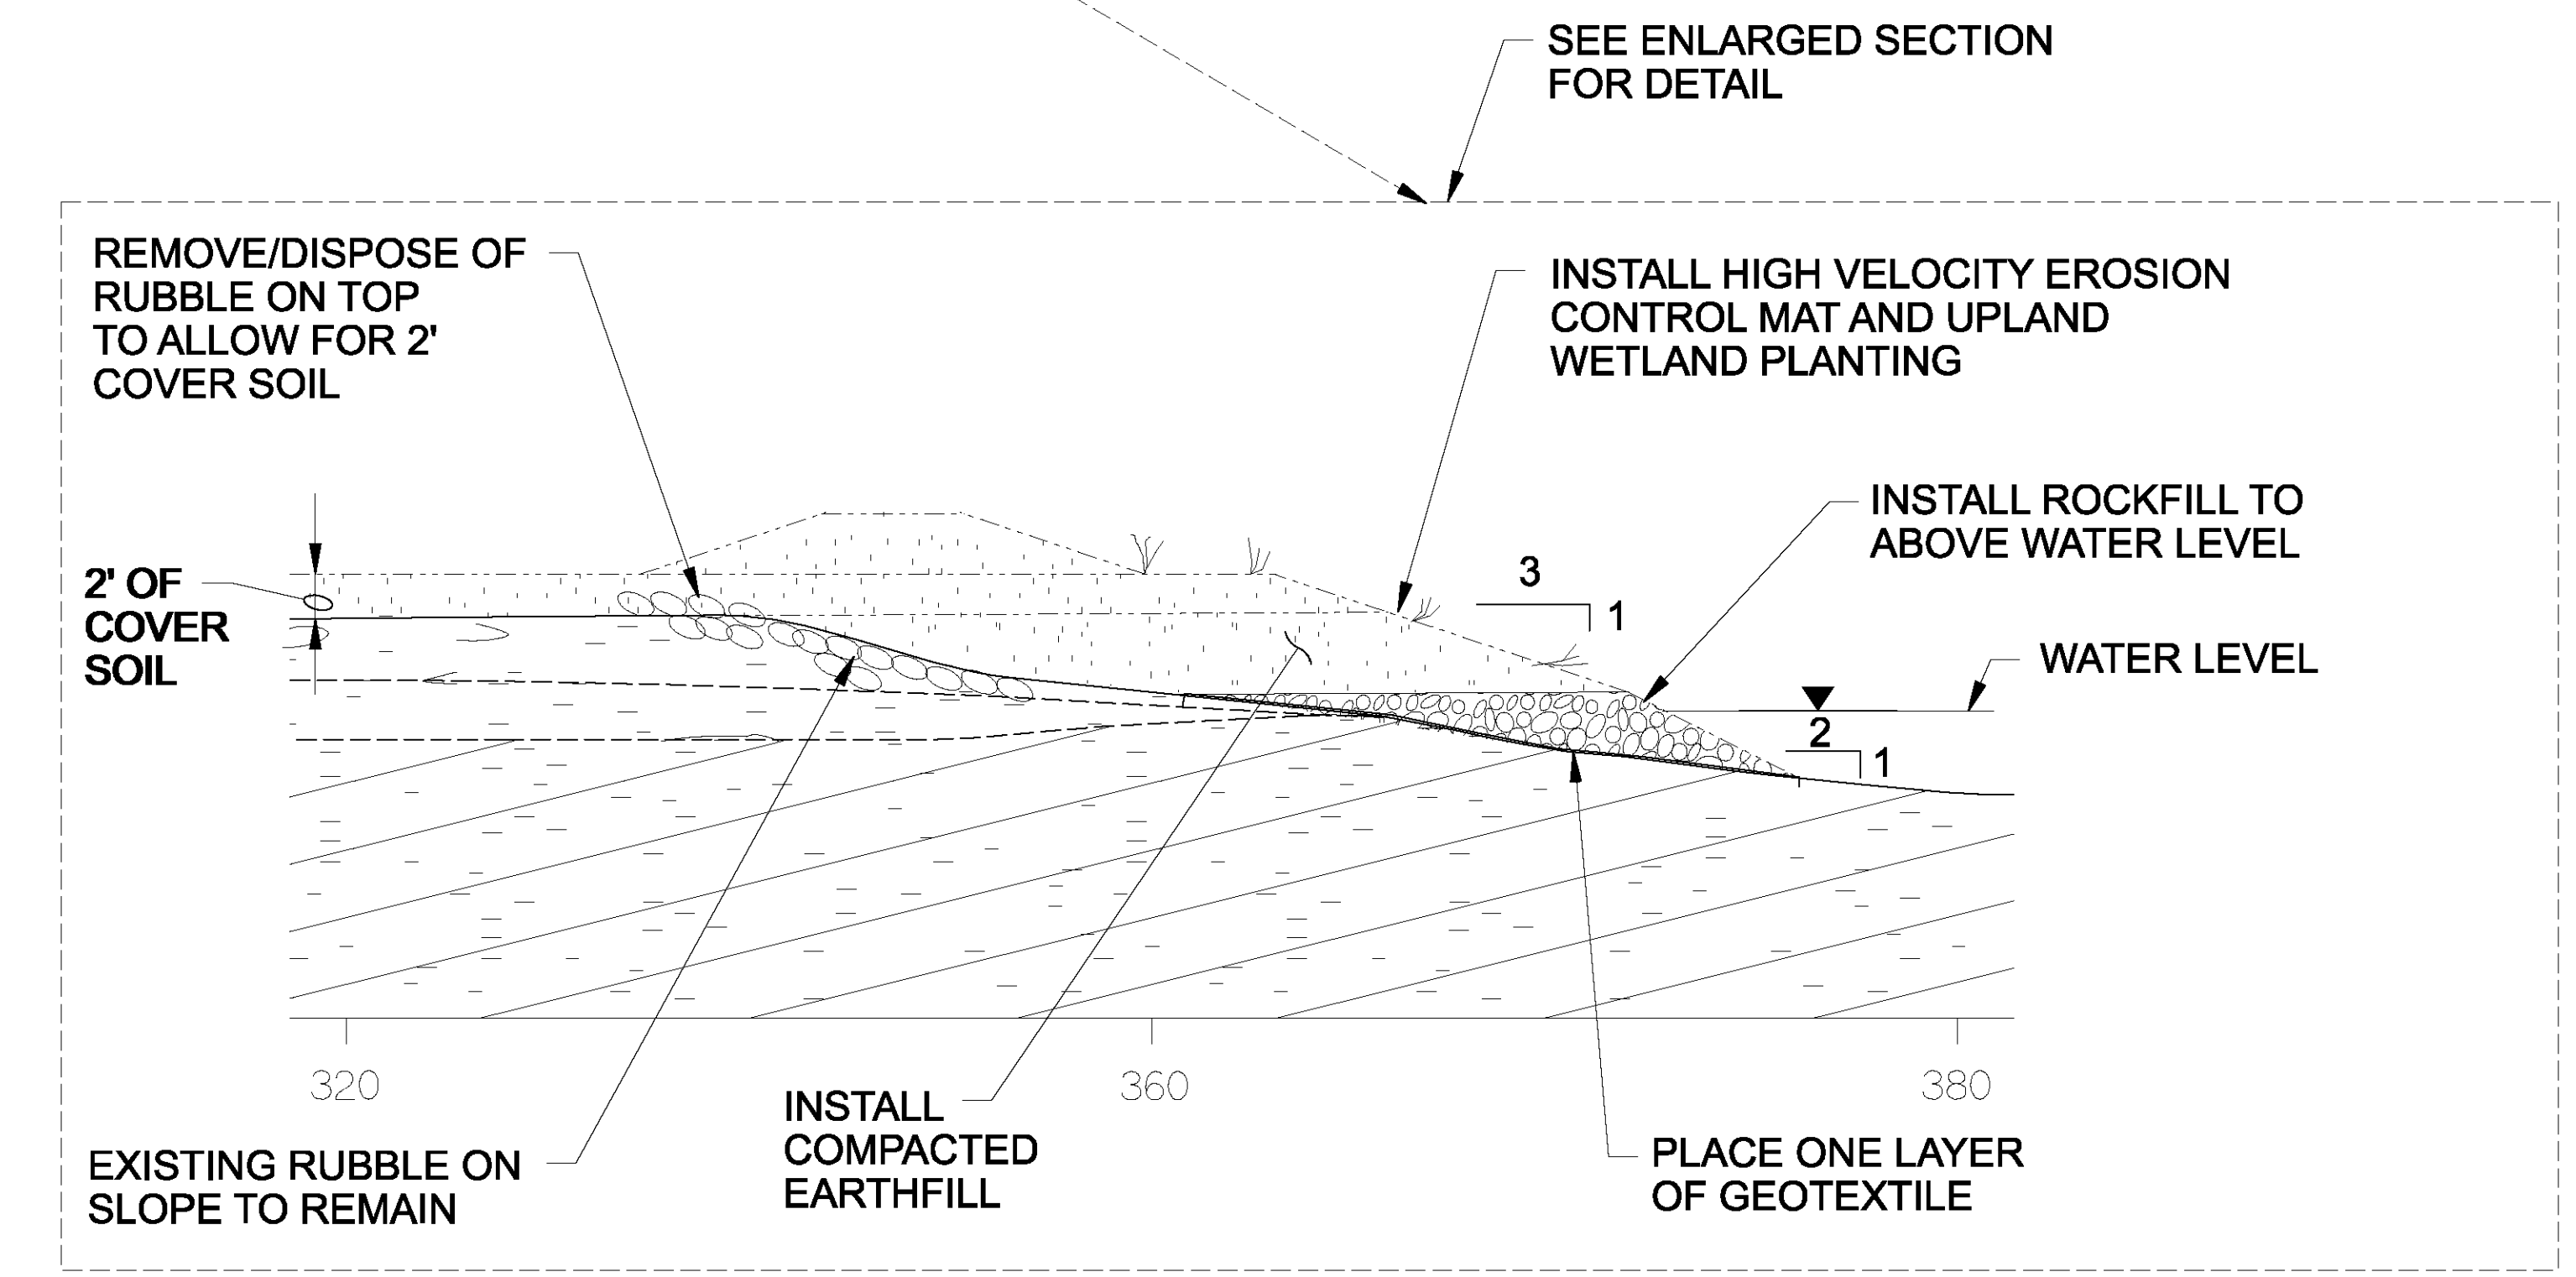 SEE ENLARGED SECTION
FOR DETAIL
REMOVE/DISPOSE OF
RUBBLE ON TOP
TO ALLOW FOR 2'
COVER SOIL
INSTALL HIGH VELOCITY EROSION
CONTROL MAT AND UPLAND
WETLAND PLANTING
INSTALL ROCKFILL TO
ABOVE WATER LEVEL
2' OF
COVER
SOIL
3
1
WATER LEVEL
2
1
320
360
380
EXISTING RUBBLE ON
SLOPE TO REMAIN
INSTALL
COMPACTED
EARTHFILL
PLACE ONE LAYER
OF GEOTEXTILE